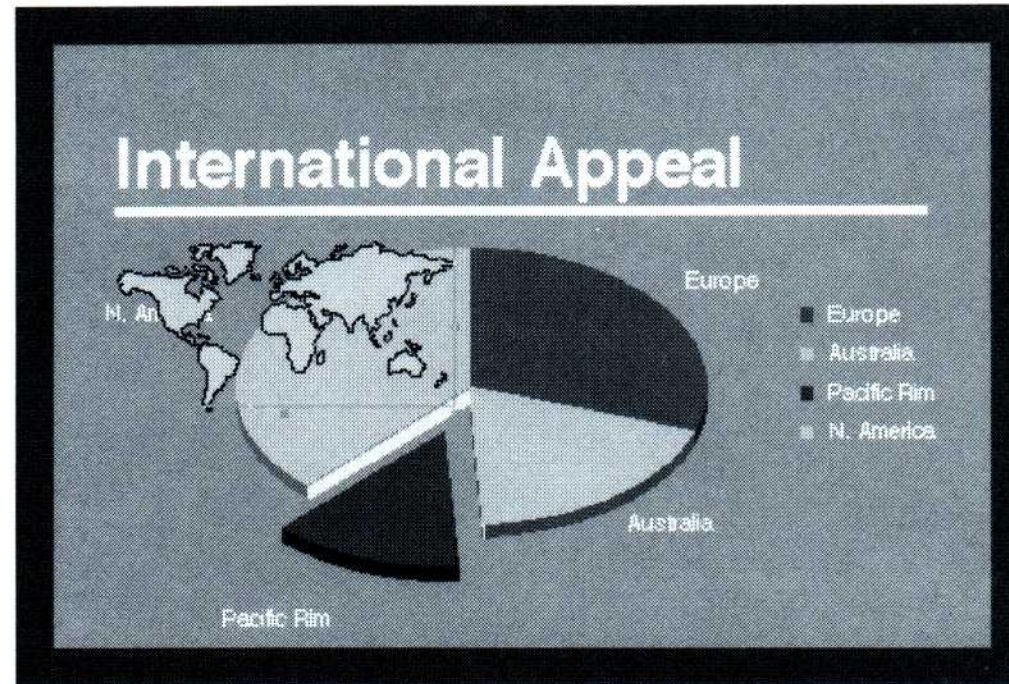 International Appeal
Europe
N.
Europe
Australia
Pacific Rim
N. America
Australia
Pacific Rim